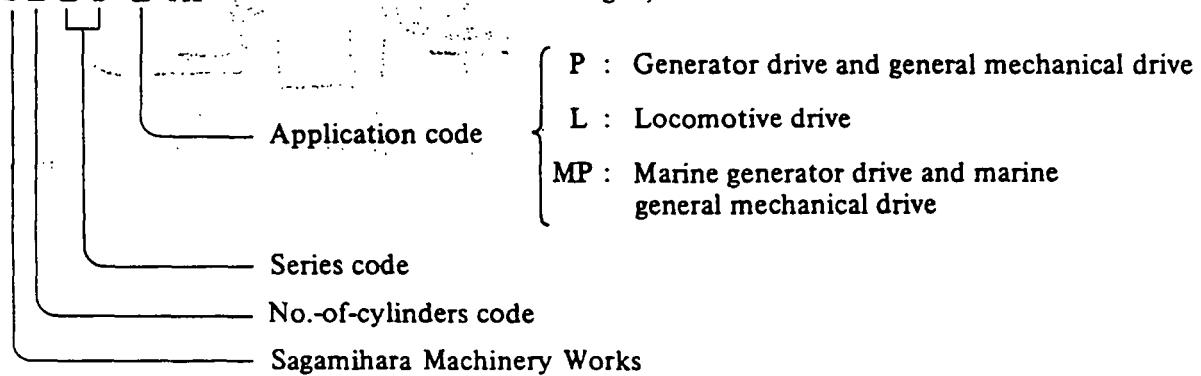 P : Generator drive and general mechanical drive
Application code
L : Locomotive drive
MP : Marine generator drive and marine
general mechanical drive
Series code
No.-of-cylinders code
Sagamihara Machinery Works